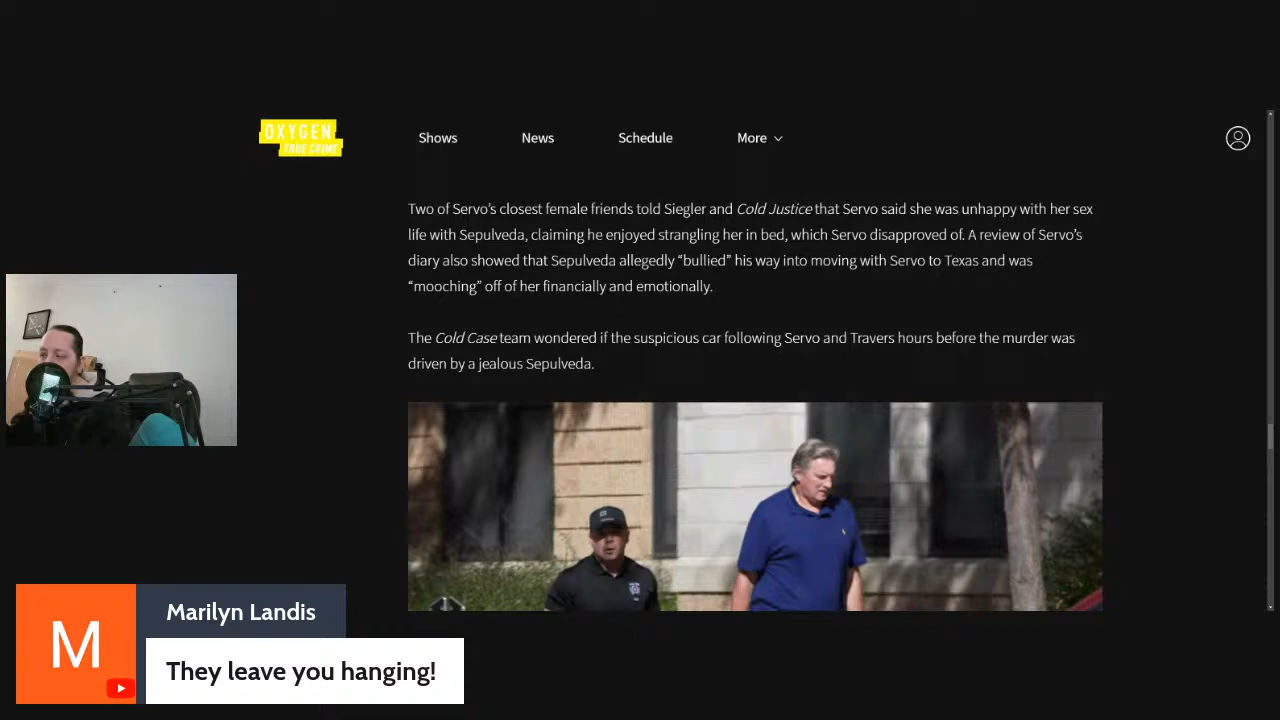 OXYGEN
TRUE CRIME
Shows
News
Schedule
More
Two of Servo’s closest female friends told Siegler and Cold Justice that Servo said she was unhappy with her sex
life with Sepulveda, claiming he enjoyed strangling her in bed, which Servo disapproved of. A review of Servo’s
diary also showed that Sepulveda allegedly “bullied” his way into moving with Servo to Texas and was
“mooching” off of her financially and emotionally.
The Cold Case team wondered if the suspicious car following Servo and Travers hours before the murder was
driven by a jealous Sepulveda.
M
Marilyn Landis
They leave you hanging!